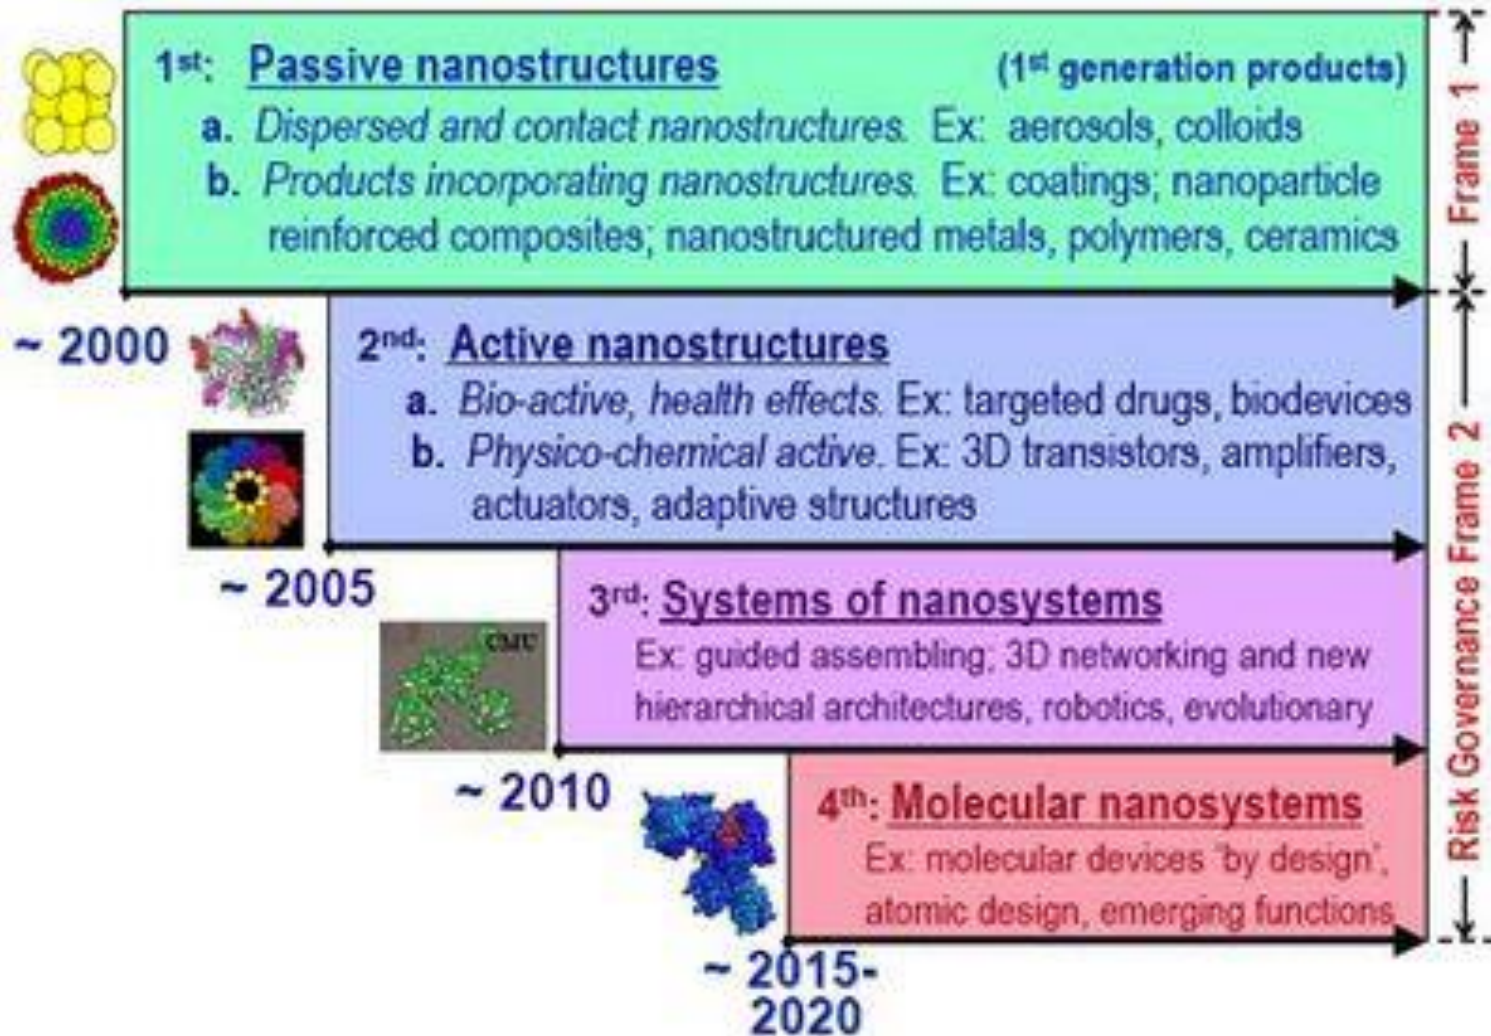 1st: Passive nanostructures (1st generation products)
a. Dispersed and contact nanostructures. Ex: aerosols, colloids
b. Products incorporating nanostructures. Ex: coatings; nanoparticle
reinforced composites; nanostructured metals, polymers, ceramics
~ 2000
2nd: Active nanostructures
a. Bio-active, health effects. Ex: targeted drugs, biodevices
b. Physico-chemical active. Ex: 3D transistors, amplifiers,
actuators, adaptive structures
~ 2005
CMU
3rd: Systems of nanosystems
Ex: guided assembling; 3D networking and new
hierarchical architectures, robotics, evolutionary
~ 2010
4th: Molecular nanosystems
Ex: molecular devices 'by design',
atomic design, emerging functions
~ 2015-
2020
Frame 1
Risk Governance Frame 2